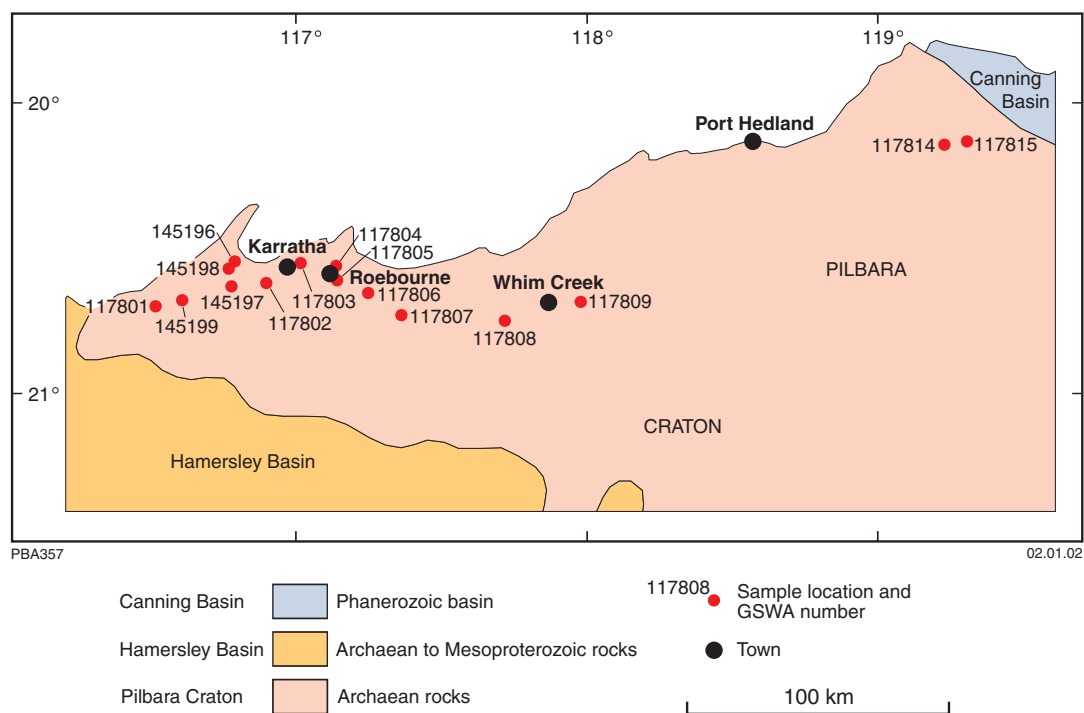 117°
118°
119°
20°
Canning
Basin
Port Hedland
117814
117815
145196
Karratha
117804
117805
145198
Roebourne
Whim Creek
PILBARA
117801
145197
117803
117806
117809
145199
117802
117807
117808
21°
CRATON
Hamersley Basin
PBA357
02.01.02
Canning Basin
Phanerozoic basin
117808
Sample location and
GSWA number
Hamersley Basin
Archaean to Mesoproterozoic rocks
Town
Pilbara Craton
Archaean rocks
100 km